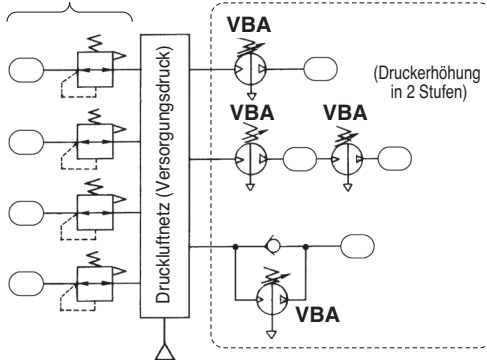 VBA
(Druckerhöhung
in 2 Stufen)
VBA
VBA
Druckluftnetz (Versorgungsdruck)
VBA